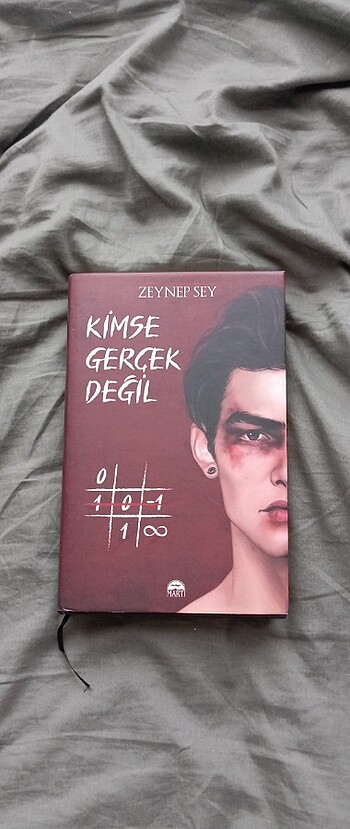 ZEYNEP SEY
KİMSE
GERÇEK
DEĞİL
0
1 0 -1
1 ∞
MARTI